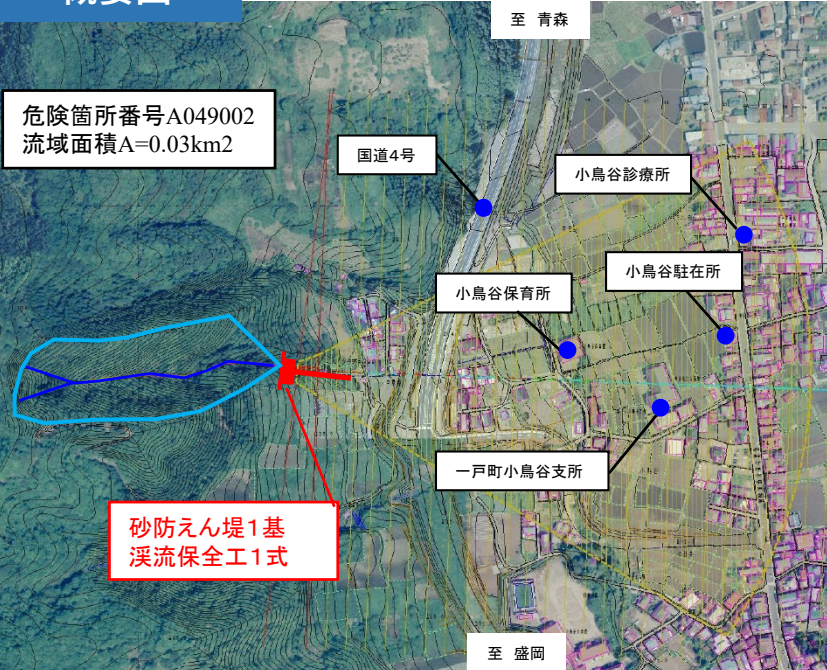 至 青森
危険箇所番号A049002
流域面積A=0.03km2
国道4号
小鳥谷診療所
小鳥谷駐在所
小鳥谷保育所
一戸町小鳥谷支所
砂防えん堤1基
渓流保全工1式
至 盛岡